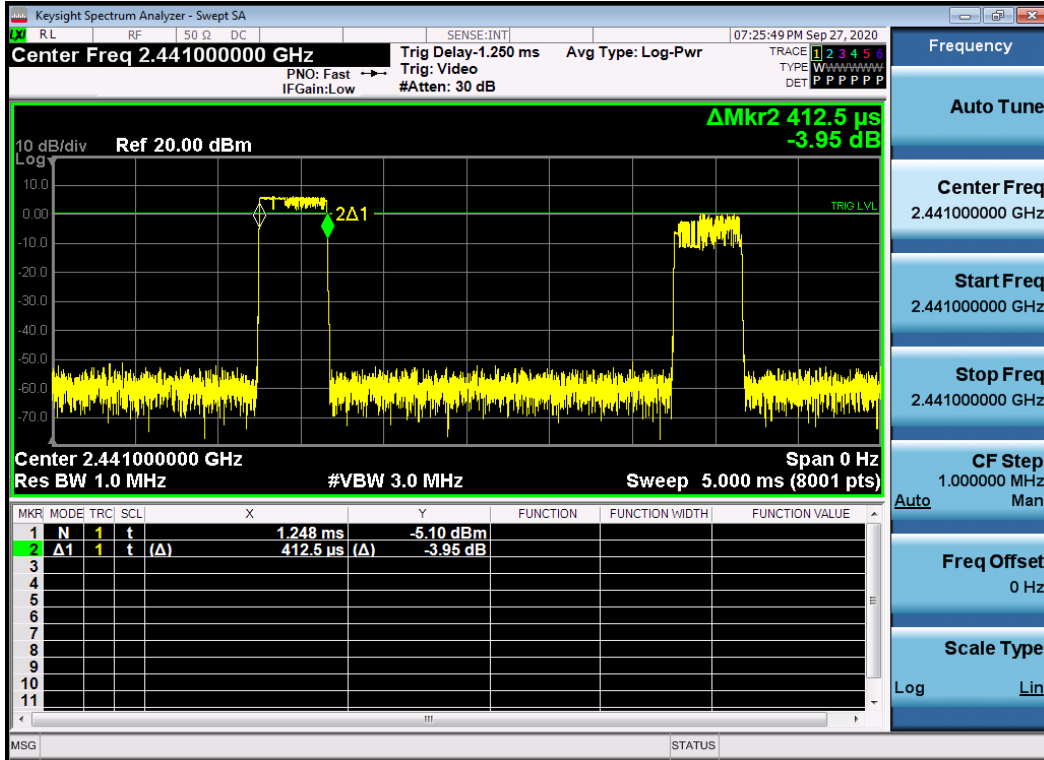 Keysight Spectrum Analyzer - Swept SA
LXI RL RF 50 Ω DC SENSE:INT 07:25:49 PM Sep 27, 2020
Center Freq 2.441000000 GHz
PNO: Fast
IFGain:Low
Trig Delay-1.250 ms
Trig: Video
#Atten: 30 dB
Avg Type: Log-Pwr
TRACE 1 2 3 4 5 6
TYPE WWWWWW
DET P P P P P P
ΔMkr2 412.5 µs
-3.95 dB
10 dB/div
Log
Ref 20.00 dBm
10.0
0.00
-10.0
-20.0
-30.0
-40.0
-50.0
-60.0
-70.0
2Δ1
TRIG LVL
Center 2.441000000 GHz Span 0 Hz
Res BW 1.0 MHz #VBW 3.0 MHz Sweep 5.000 ms (8001 pts)
MKR MODE TRC SCL X Y FUNCTION FUNCTION WIDTH FUNCTION VALUE
1 N 1 t 1.248 ms -5.10 dBm
2 Δ1 1 t (Δ) 412.5 µs (Δ) -3.95 dB
3
4
5
6
7
8
9
10
11
MSG STATUS
Frequency
Auto Tune
Center Freq
2.441000000 GHz
Start Freq
2.441000000 GHz
Stop Freq
2.441000000 GHz
CF Step
1.000000 MHz
Auto Man
Freq Offset
0 Hz
Scale Type
Log Lin